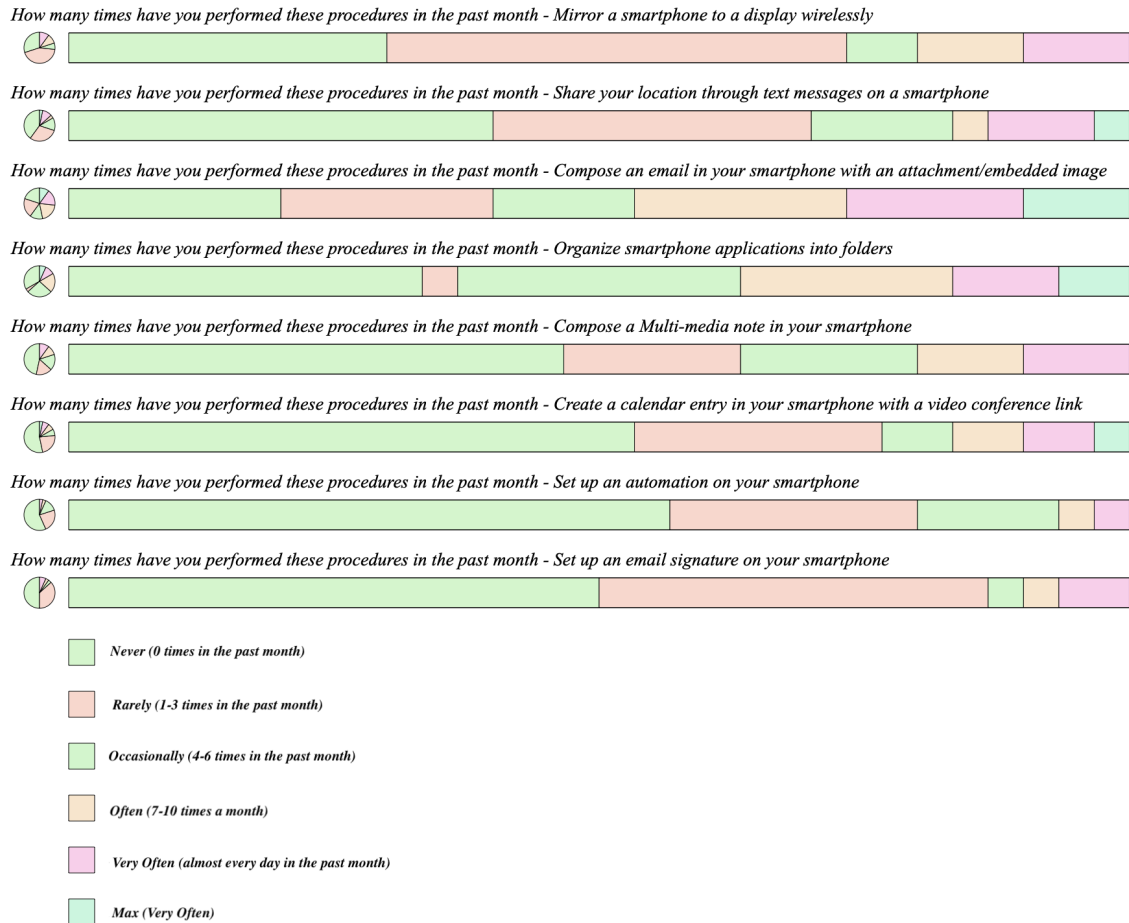 How many times have you performed these procedures in the past month - Mirror a smartphone to a display wirelessly
How many times have you performed these procedures in the past month - Share your location through text messages on a smartphone
How many times have you performed these procedures in the past month - Compose an email in your smartphone with an attachment/embedded image
How many times have you performed these procedures in the past month - Organize smartphone applications into folders
How many times have you performed these procedures in the past month - Compose a Multi-media note in your smartphone
How many times have you performed these procedures in the past month - Create a calendar entry in your smartphone with a video conference link
How many times have you performed these procedures in the past month - Set up an automation on your smartphone
How many times have you performed these procedures in the past month - Set up an email signature on your smartphone
Never (0 times in the past month)
Rarely (1-3 times in the past month)
Occasionally (4-6 times in the past month)
Often (7-10 times a month)
Very Often (almost every day in the past month)
Max (Very Often)